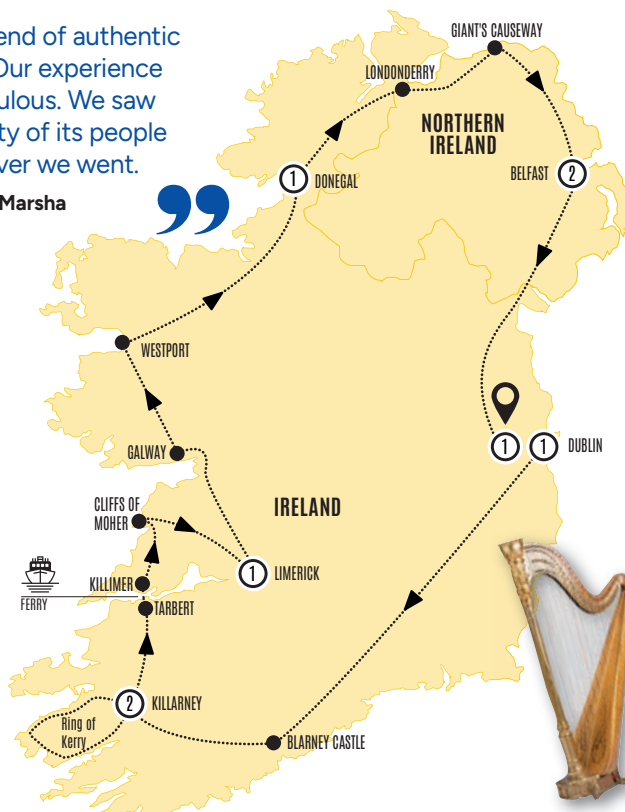 end of authentic
Our experience
ulous. We saw
ty of its people
ver we went.
Marsha
”
GIANT'S CAUSEWAY
LONDONDERRY
NORTHERN
IRELAND
1 DONEGAL
BELFAST 2
WESTPORT
GALWAY
1 1 DUBLIN
CLIFFS OF
MOHER
IRELAND
1 LIMERICK
KILLIMER
FERRY
TARBERT
2 KILLARNEY
Ring of
Kerry
BLARNEY CASTLE